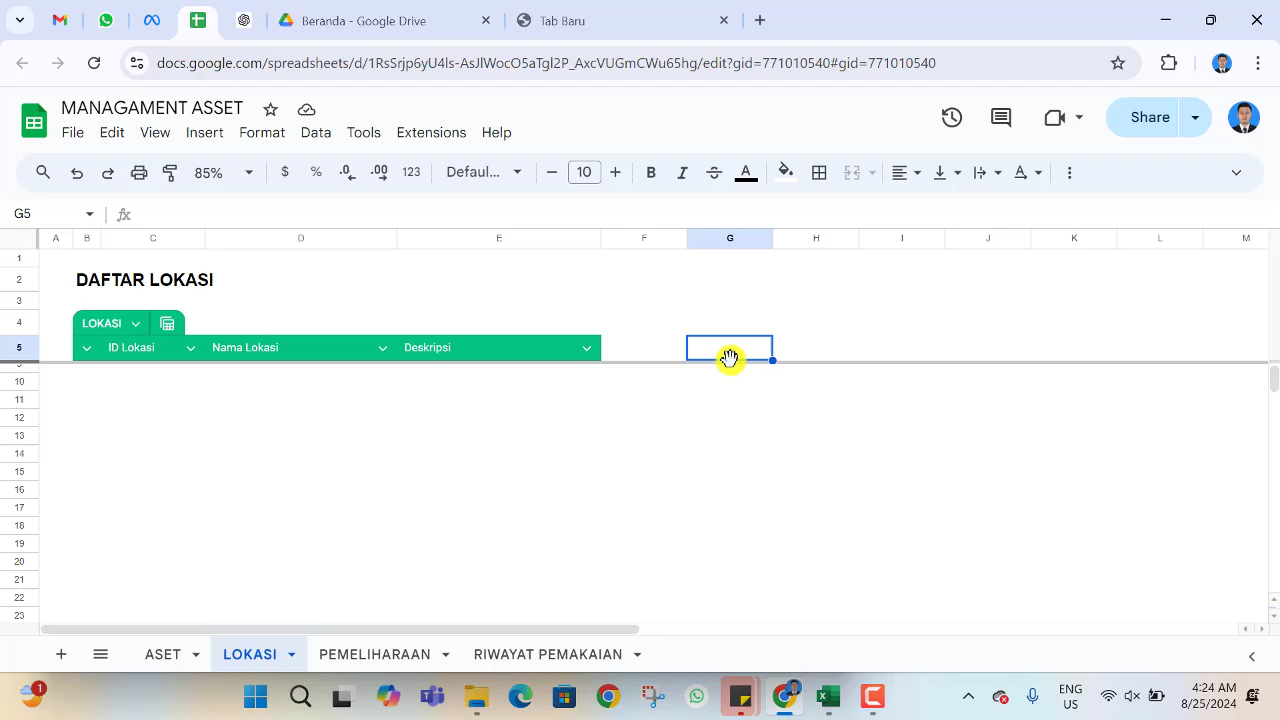 Beranda - Google Drive
Tab Baru
docs.google.com/spreadsheets/d/1RsSrjp6yU4ls-AsJlWocO5aTgl2P_AxcVUGmCWu65hg/edit?gid=771010540#gid=771010540
MANAGAMENT ASSET
File Edit View Insert Format Data Tools Extensions Help
Share
85% $ % .0 .00 123 Defaul... 10 B I S A
G5 fx
A B C D E F G H I J K L M
1
2 DAFTAR LOKASI
3
4 LOKASI
5 ID Lokasi Nama Lokasi Deskripsi
10
11
12
13
14
15
16
17
18
19
20
21
22
23
ASET LOKASI PEMELIHARAAN RIWAYAT PEMAKAIAN
1
ENG
US
4:24 AM
8/25/2024